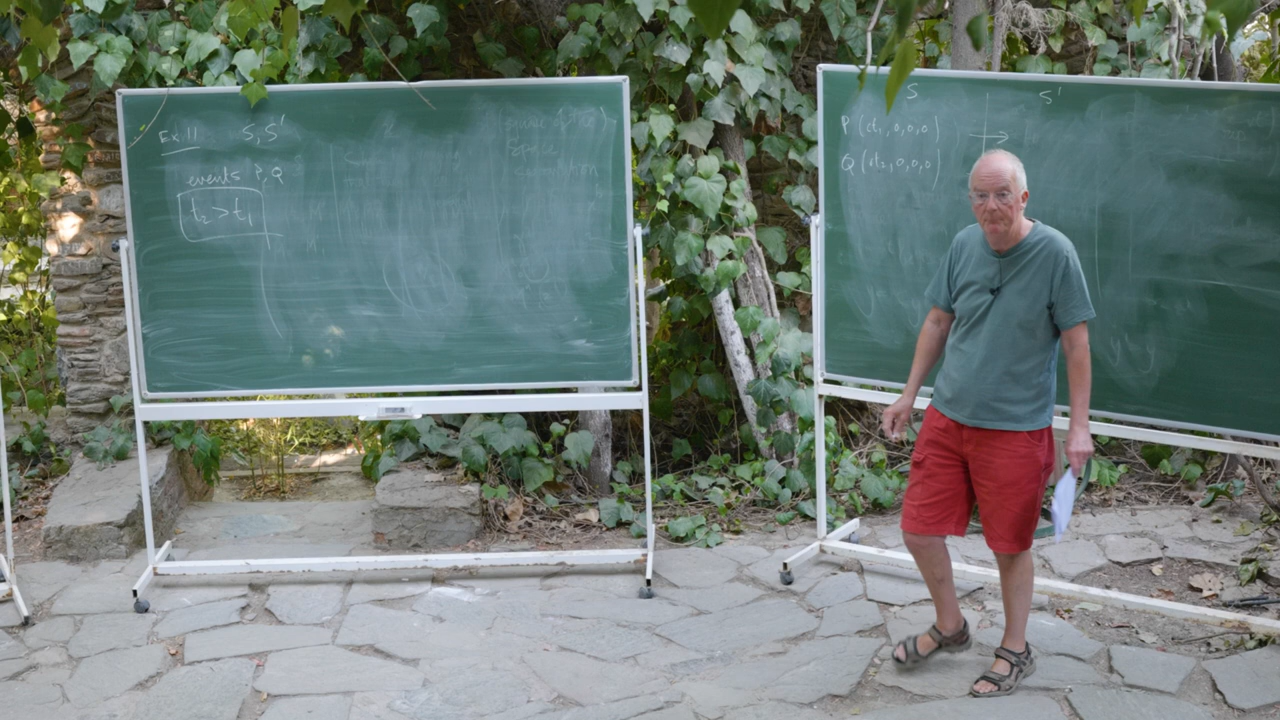 Ex.11 S, S'
events P, Q
t₂ > t₁
S S'
P (ct₁, 0, 0, 0)
Q (ct₂, 0, 0, 0)